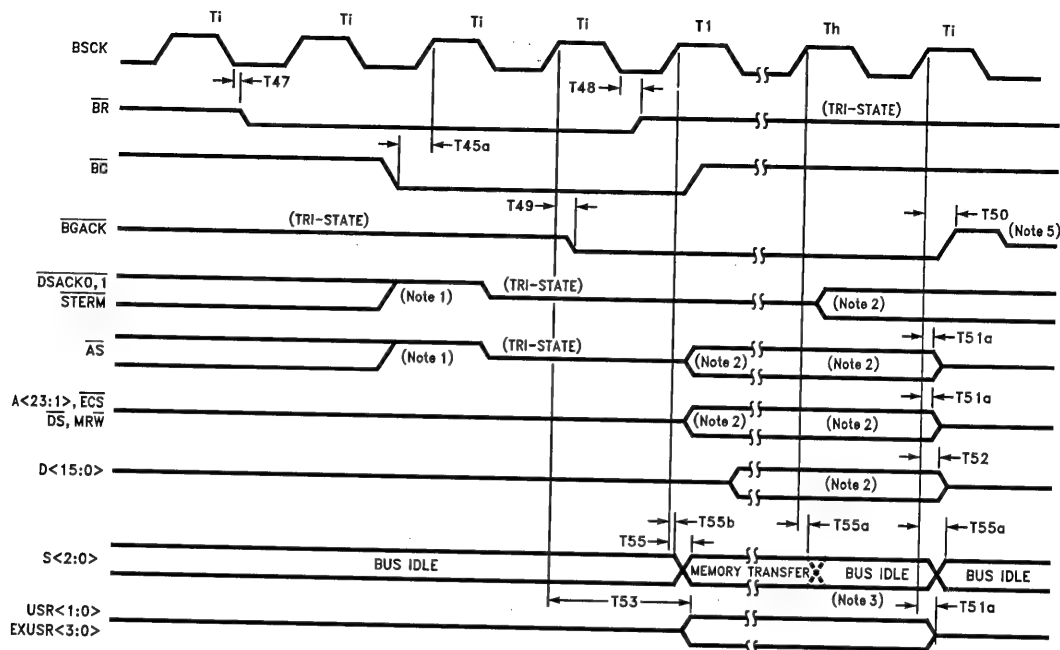 Ti Ti Ti Ti T1 Th Ti
BSCK
T47 T48
BR (TRI-STATE)
T45a
BG
T49 T50
BGACK (TRI-STATE) (Note 5)
DSACK0,1
STERM (Note 1) (TRI-STATE) (Note 2)
T51a
AS (Note 1) (TRI-STATE) (Note 2) (Note 2)
T51a
A<23:1>, ECS
DS, MRW (Note 2) (Note 2)
T52
D<15:0> (Note 2)
T55b T55a T55a
T55
S<2:0> BUS IDLE MEMORY TRANSFER BUS IDLE BUS IDLE
(Note 3)
T53 T51a
USR<1:0>
EXUSR<3:0>